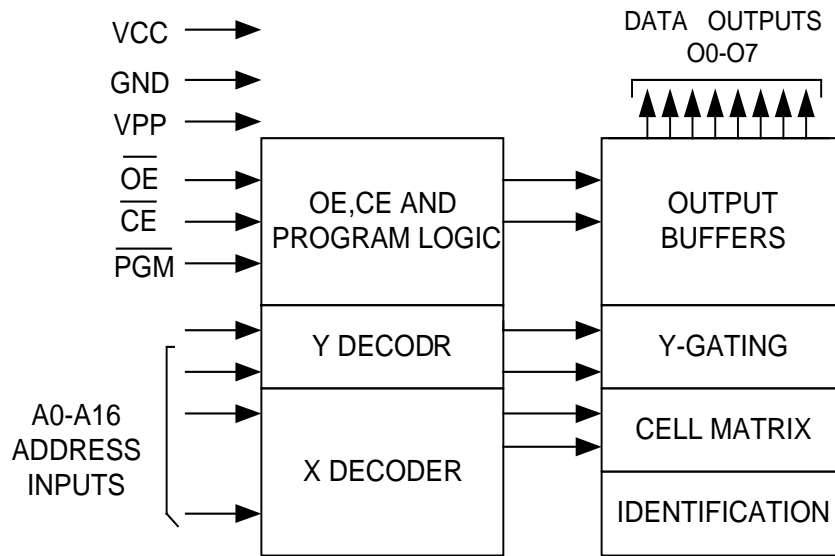 VCC
GND
VPP
OE
CE
PGM
A0-A16
ADDRESS
INPUTS
OE,CE AND
PROGRAM LOGIC
Y DECODR
X DECODER
DATA OUTPUTS
O0-O7
OUTPUT
BUFFERS
Y-GATING
CELL MATRIX
IDENTIFICATION